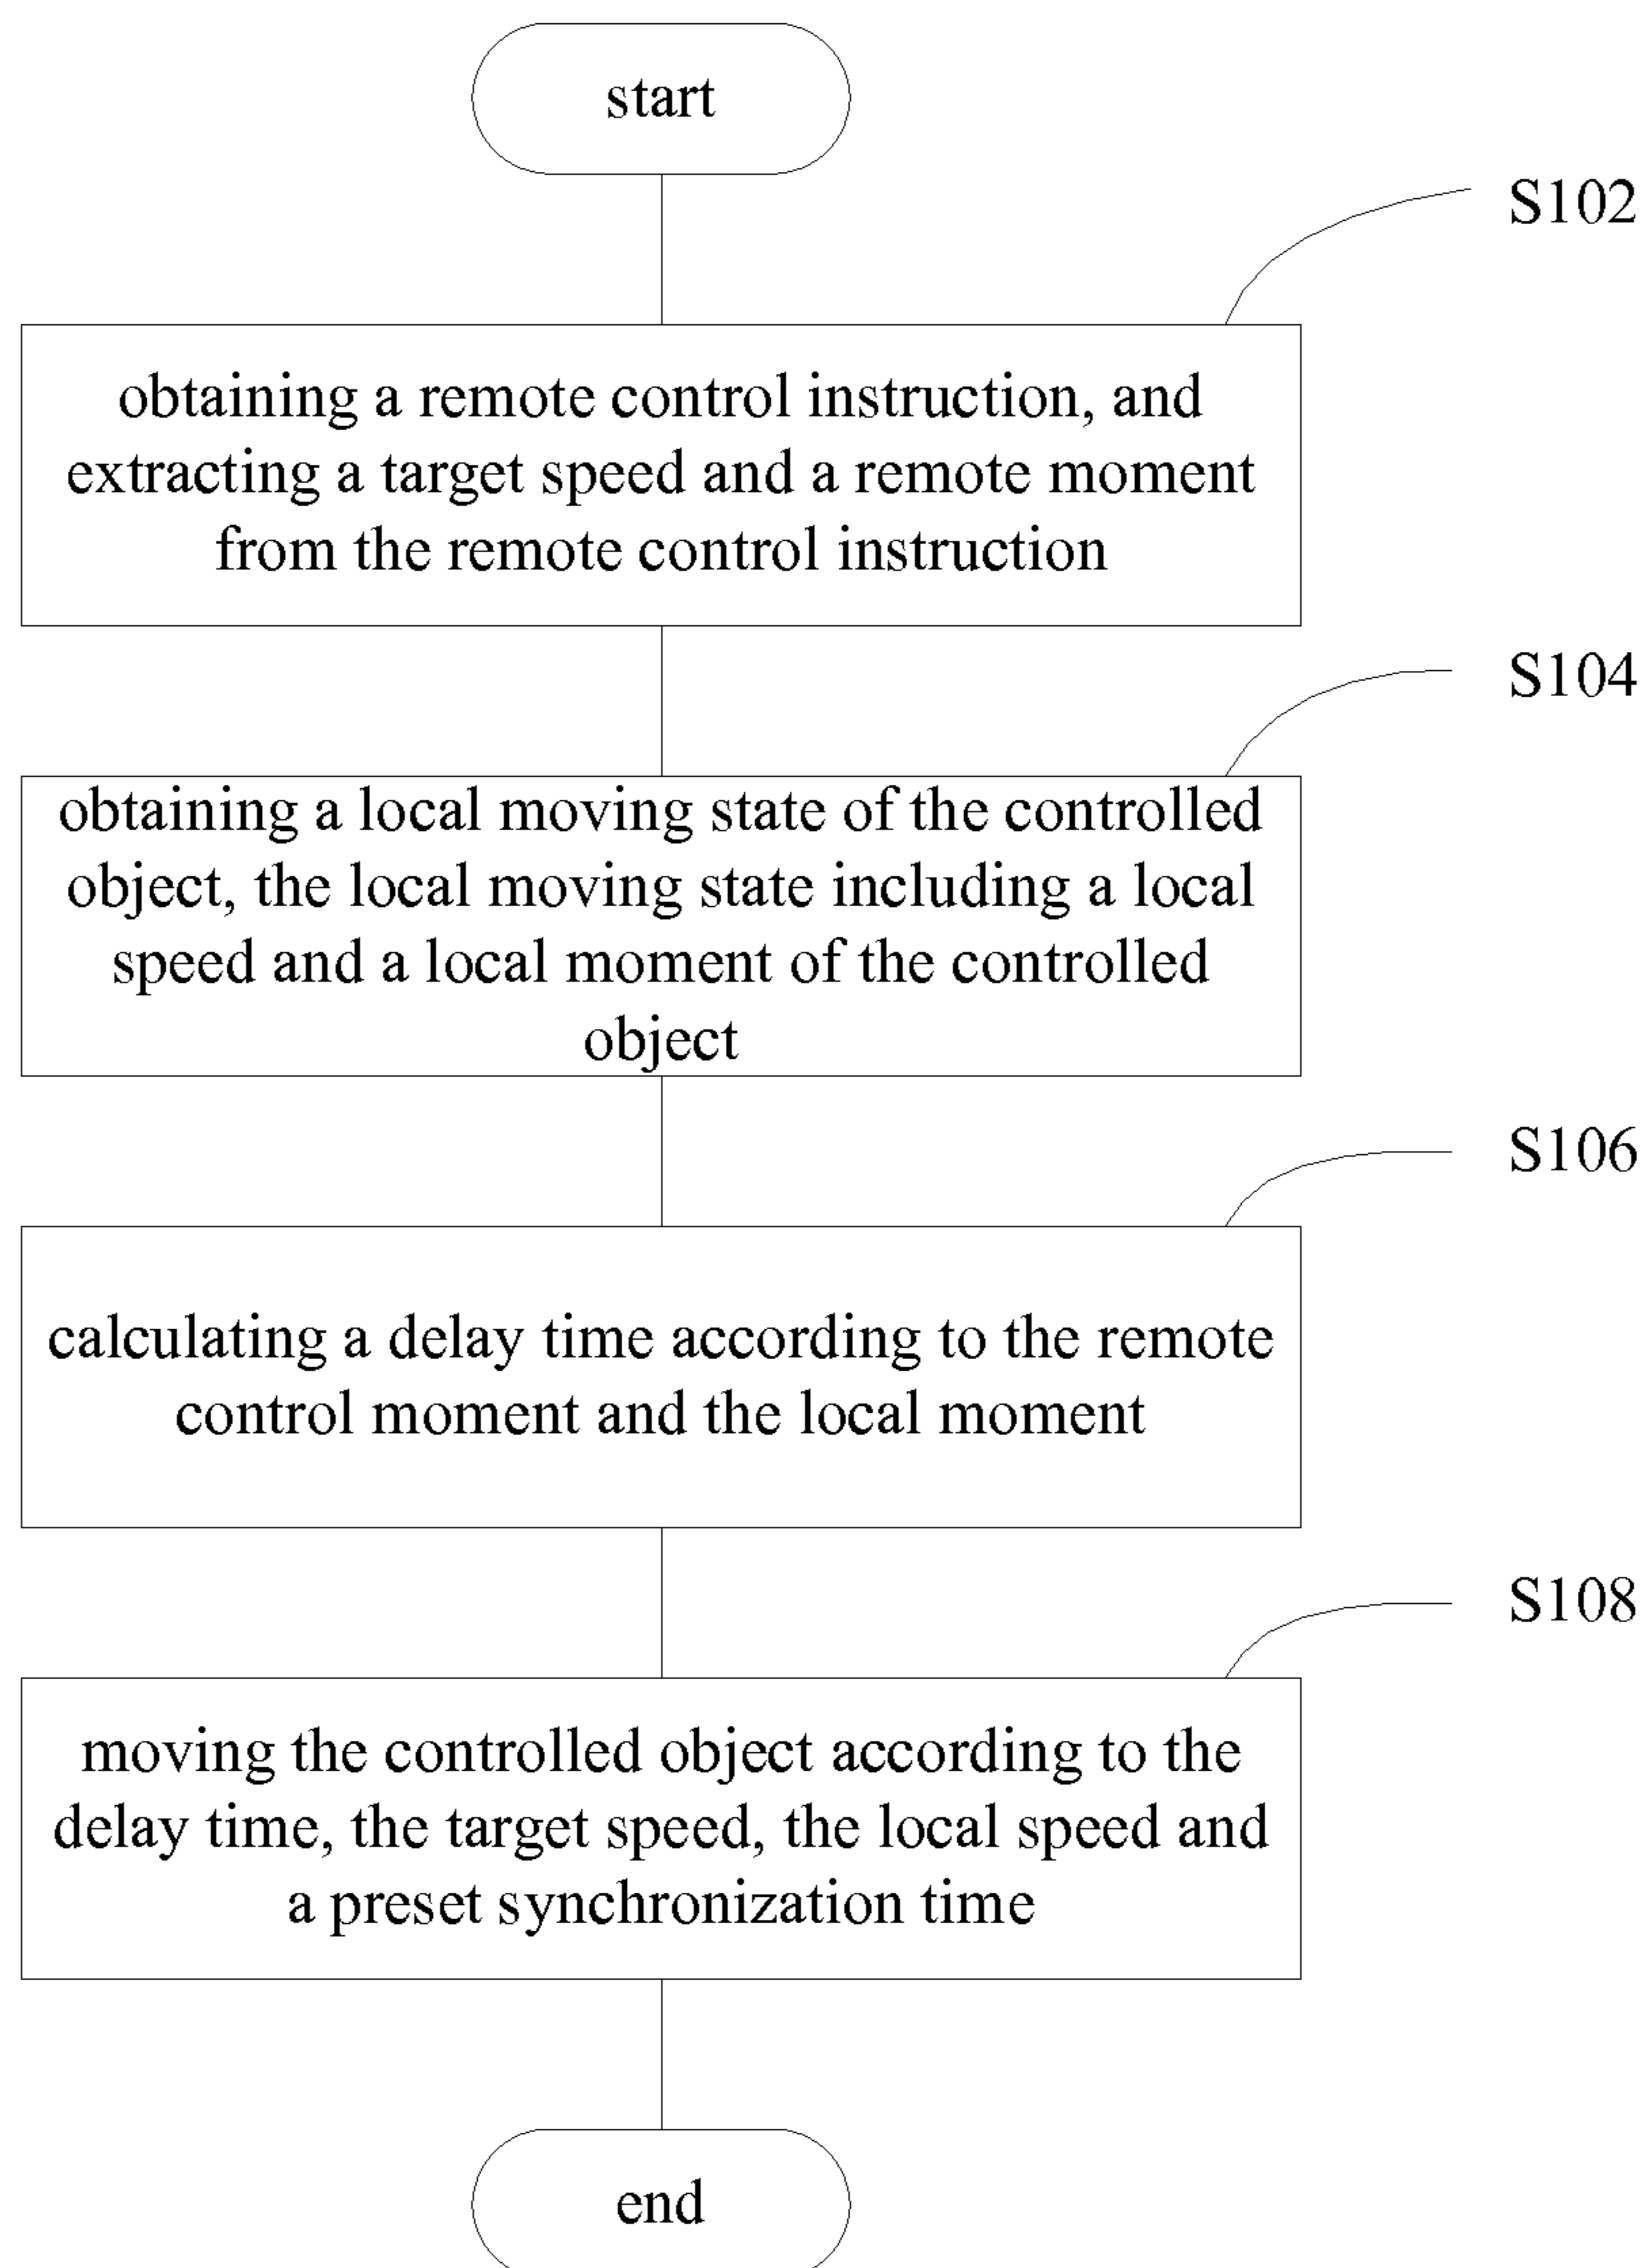 start
S102
obtaining a remote control instruction, and
extracting a target speed and a remote moment
from the remote control instruction
S104
obtaining a local moving state of the controlled
object, the local moving state including a local
speed and a local moment of the controlled
object
S106
calculating a delay time according to the remote
control moment and the local moment
S108
moving the controlled object according to the
delay time, the target speed, the local speed and
a preset synchronization time
end